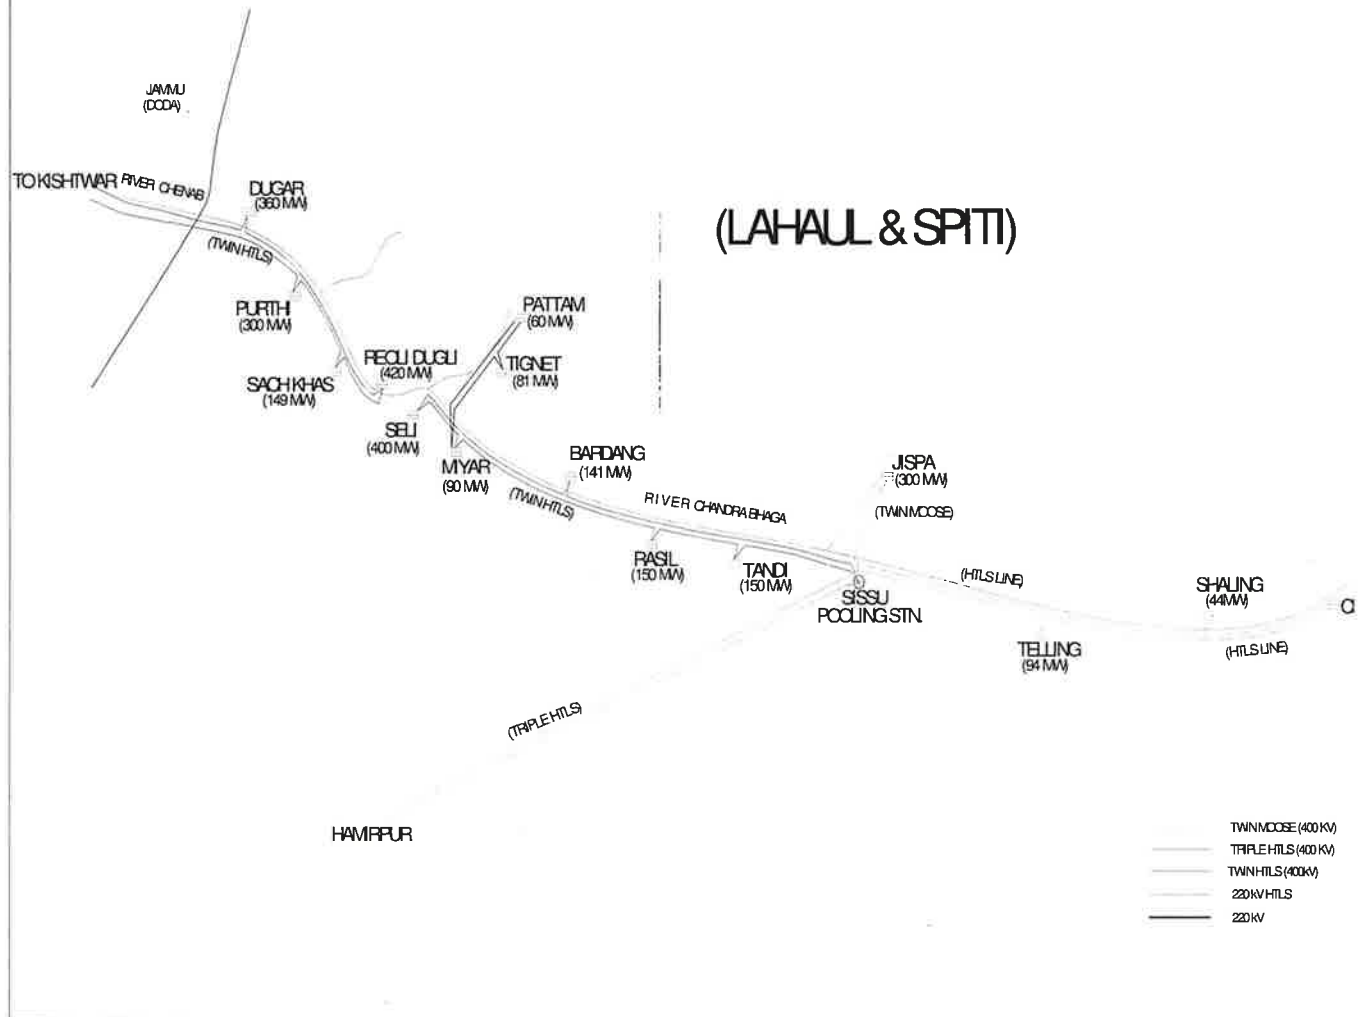 JAMMU
(DODA)
TO KISHTWAR
RIVER CHENAB
DUGAR
(360 MW)
(LAHAUL & SPITI)
(TWIN HTLS)
PURTHI
(300 MW)
PATTAM
(60 MW)
REOLI DUGLI
(420 MW)
TIGNET
(81 MW)
SACH KHAS
(149 MW)
SELI
(400 MW)
MIYAR
(90 MW)
BARDANG
(141 MW)
(TWIN HTLS)
RIVER CHANDRA BHAGA
JISPA
(300 MW)
(TWIN MOOSE)
RASIL
(150 MW)
TANDI
(150 MW)
SISSU
POOLING STN.
(HTLS LINE)
SHALING
(44MW)
(HTLS LINE)
TELLING
(94 MW)
(TRIPLE HTLS)
HAMIRPUR
TWIN MOOSE (400 KV)
TRIPLE HTLS (400 KV)
TWIN HTLS (400kV)
220 kV HTLS
220 kV